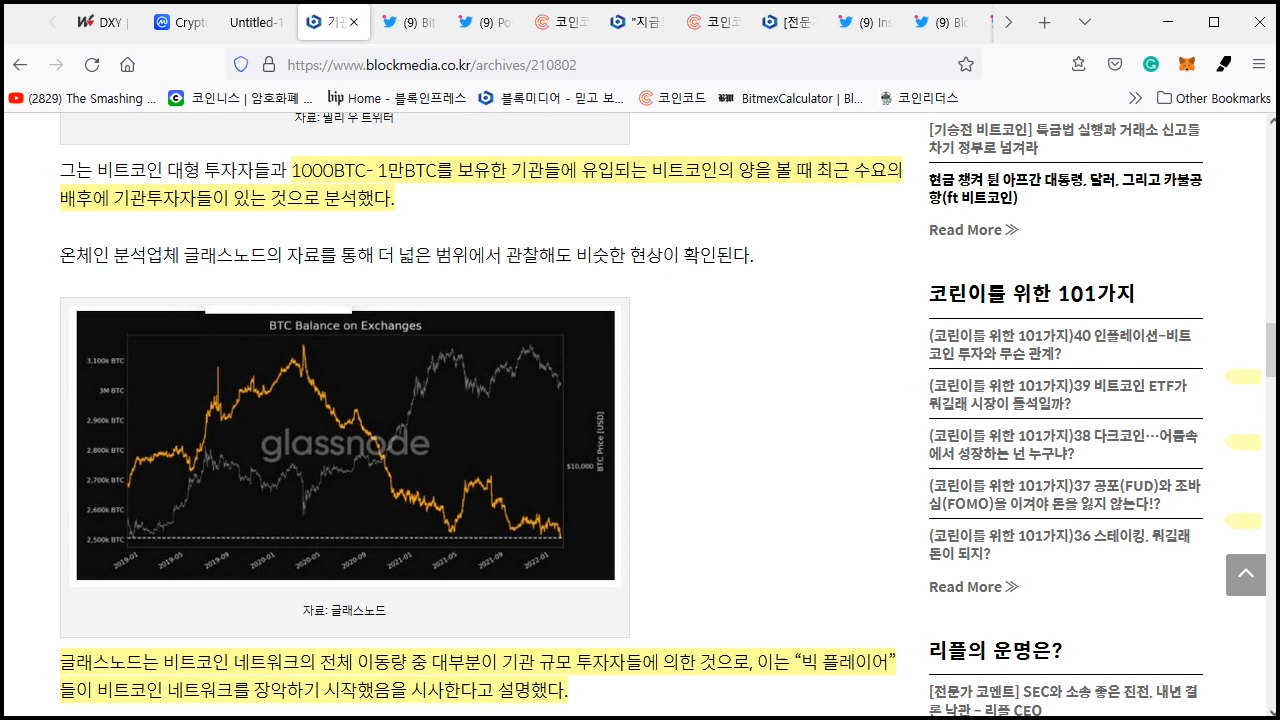 DXY |
Crypt
Untitled-1
기관
(9) Bit
(9) Po
코인코
"지금
코인코
[전문가
(9) Ins
(9) Blo
https://www.blockmedia.co.kr/archives/210802
(2829) The Smashing ...
코인니스 | 암호화폐 ...
bip Home - 블록인프레스
블록미디어 - 믿고 보...
코인코드
BitmexCalculator | Bl...
코인리더스
Other Bookmarks
자료: 윌리 우 트위터
그는 비트코인 대형 투자자들과 1000BTC- 1만BTC를 보유한 기관들에 유입되는 비트코인의 양을 볼 때 최근 수요의
배후에 기관투자자들이 있는 것으로 분석했다.
온체인 분석업체 글래스노드의 자료를 통해 더 넓은 범위에서 관찰해도 비슷한 현상이 확인된다.
BTC Balance on Exchanges
3,100k BTC
3M BTC
2,900k BTC
2,800k BTC
2,700k BTC
2,600k BTC
2,500k BTC
glassnode
$10,000
BTC Price [USD]
2019-01
2019-05
2019-09
2020-01
2020-05
2020-09
2021-01
2021-05
2021-09
2022-01
자료: 글래스노드
글래스노드는 비트코인 네트워크의 전체 이동량 중 대부분이 기관 규모 투자자들에 의한 것으로, 이는 “빅 플레이어”
들이 비트코인 네트워크를 장악하기 시작했음을 시사한다고 설명했다.
[기승전 비트코인] 특금법 실행과 거래소 신고들
차기 정부로 넘겨라
현금 챙겨 튄 아프간 대통령, 달러, 그리고 카불공
항(ft 비트코인)
Read More ≫
코린이를 위한 101가지
(코린이를 위한 101가지)40 인플레이션-비트
코인 투자와 무슨 관계?
(코린이를 위한 101가지)39 비트코인 ETF가
뭐길래 시장이 들석일까?
(코린이를 위한 101가지)38 다크코인…어둠속
에서 성장하는 넌 누구냐?
(코린이를 위한 101가지)37 공포(FUD)와 조바
심(FOMO)을 이겨야 돈을 잃지 않는다!?
(코린이를 위한 101가지)36 스테이킹, 뭐길래
돈이 되지?
Read More ≫
리플의 운명은?
[전문가 코멘트] SEC와 소송 좋은 진전, 내년 결
론 낙관 – 리플 CEO